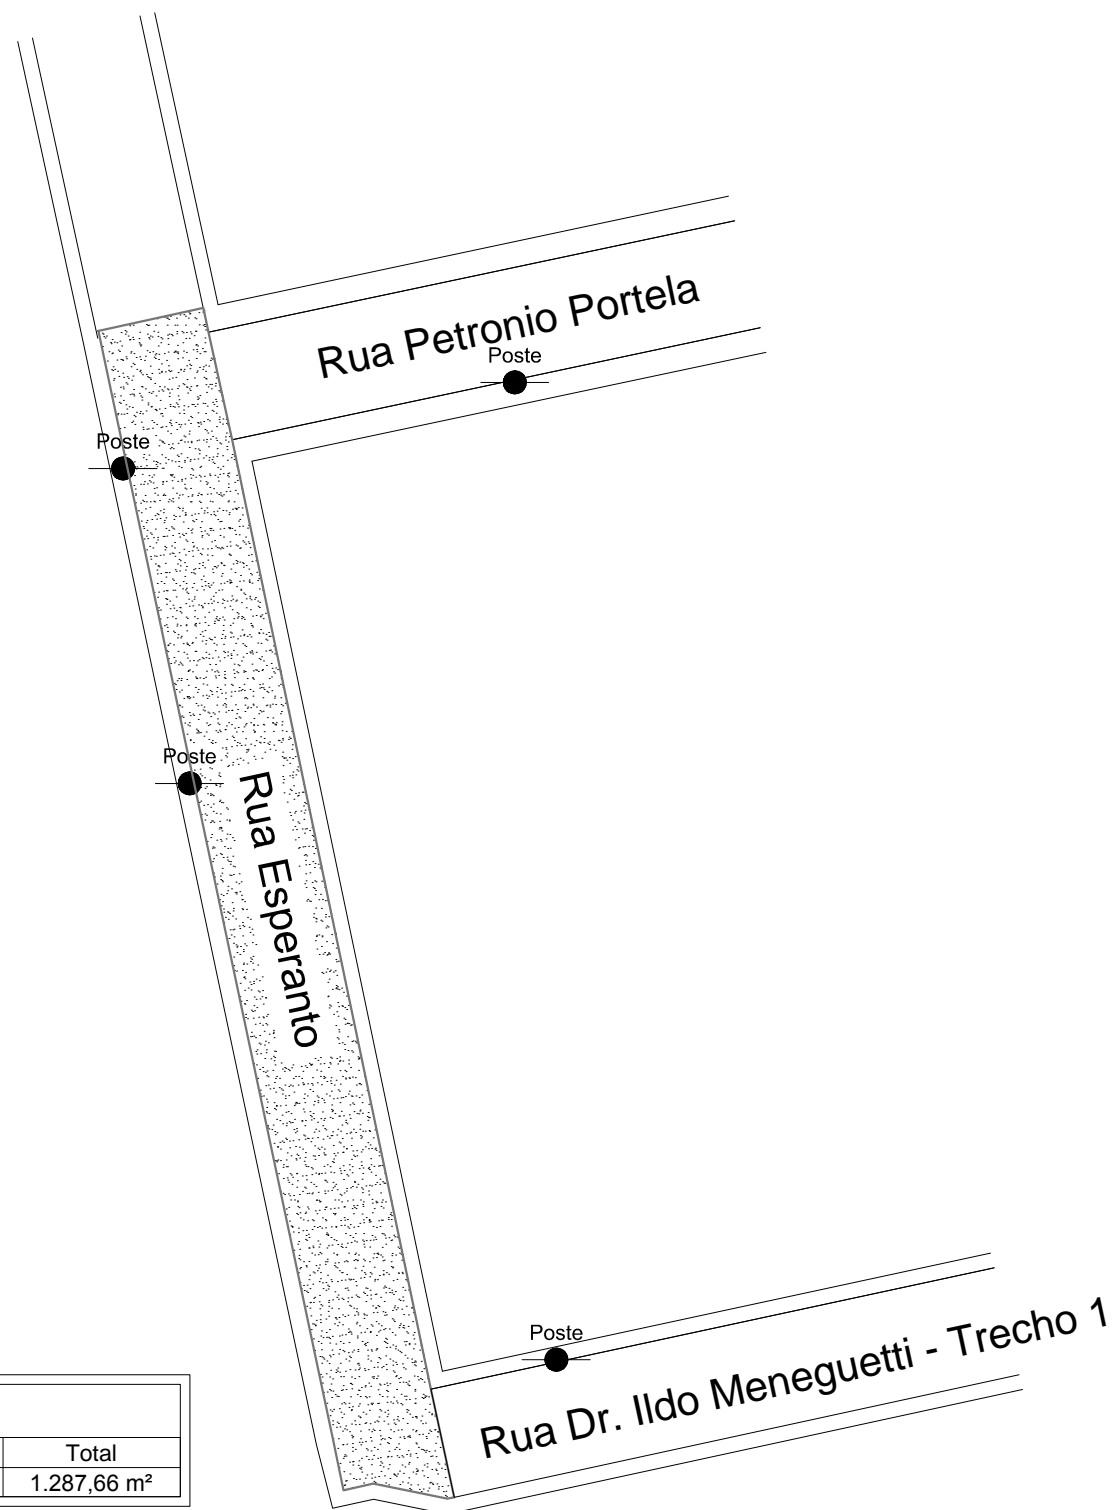 Rua Petronio Portela
Poste
Poste
Poste
Rua Esperanto
Poste
Rua Dr. Ildo Meneguetti - Trecho 1
Total
1.287,66 m²